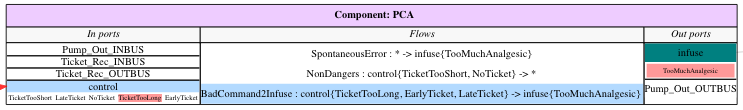 Component: PCA
In ports
Flows
Out ports
Pump_Out_INBUS
Ticket_Rec_INBUS
Ticket_Rec_OUTBUS
control
TicketTooShort LateTicket NoTicket TicketTooLong EarlyTicket
SpontaneousError : * -> infuse{TooMuchAnalgesic}
NonDangers : control{TicketTooShort, NoTicket} -> *
BadCommand2Infuse : control{TicketTooLong, EarlyTicket, LateTicket} -> infuse{TooMuchAnalgesic}
infuse
TooMuchAnalgesic
Pump_Out_OUTBUS